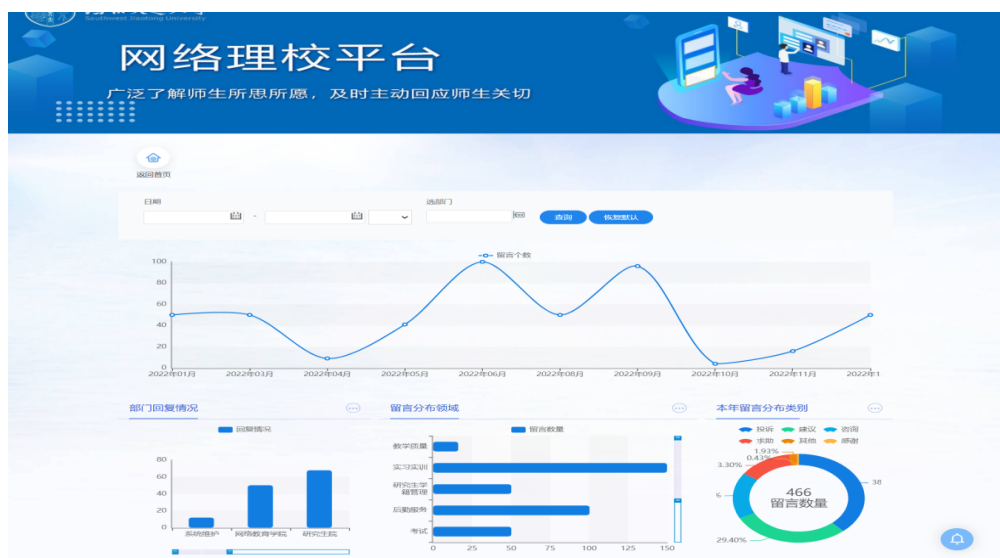 Southwest Jiaotong University
网络理校平台
广泛了解师生所思所愿，及时主动回应师生关切
返回首页
日期
选部门
-
查询
恢复默认
留言个数
100
80
60
40
20
0
2022年01月 2022年03月 2022年04月 2022年05月 2022年06月 2022年08月 2022年09月 2022年10月 2022年11月 2022年1
部门回复情况
回复情况
80
60
40
20
0
系统维护 网络教育学院 研究生院
留言分布领域
留言数量
教学质量
实习实训
研究生学
籍管理
后勤服务
考试
0 25 50 75 100 125 150
本年留言分布类别
投诉 建议 咨询
求助 其他 感谢
1.93%
0.43%
3.30%
6
38
466
留言数量
29.40%